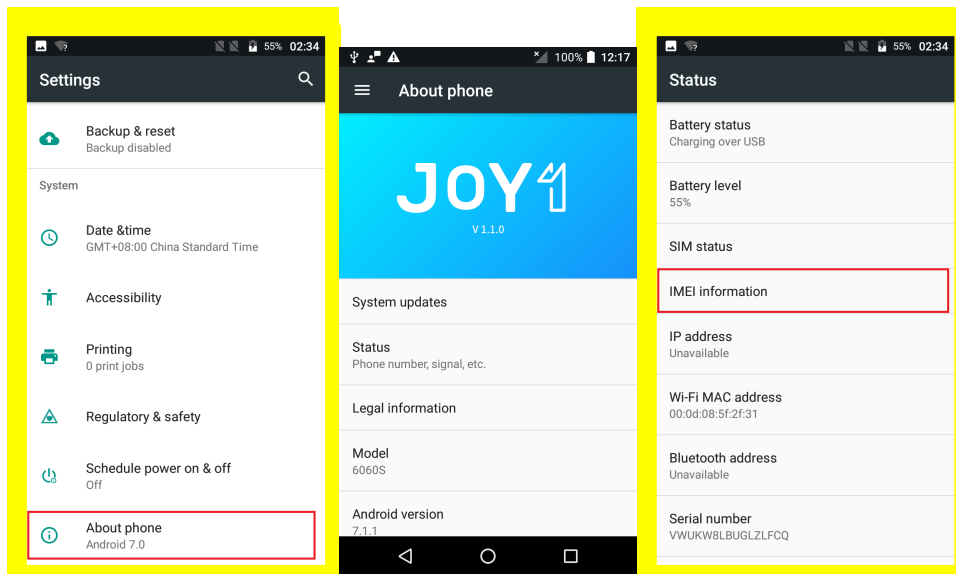 55% 02:34
Settings
Backup & reset
Backup disabled
System
Date &time
GMT+08:00 China Standard Time
Accessibility
Printing
0 print jobs
Regulatory & safety
Schedule power on & off
Off
About phone
Android 7.0
100% 12:17
About phone
JOY1
V 1.1.0
System updates
Status
Phone number, signal, etc.
Legal information
Model
6060S
Android version
7.1.1
55% 02:34
Status
Battery status
Charging over USB
Battery level
55%
SIM status
IMEI information
IP address
Unavailable
Wi-Fi MAC address
00:0d:08:5f:2f:31
Bluetooth address
Unavailable
Serial number
VWUKW8LBUGLZLFCQ